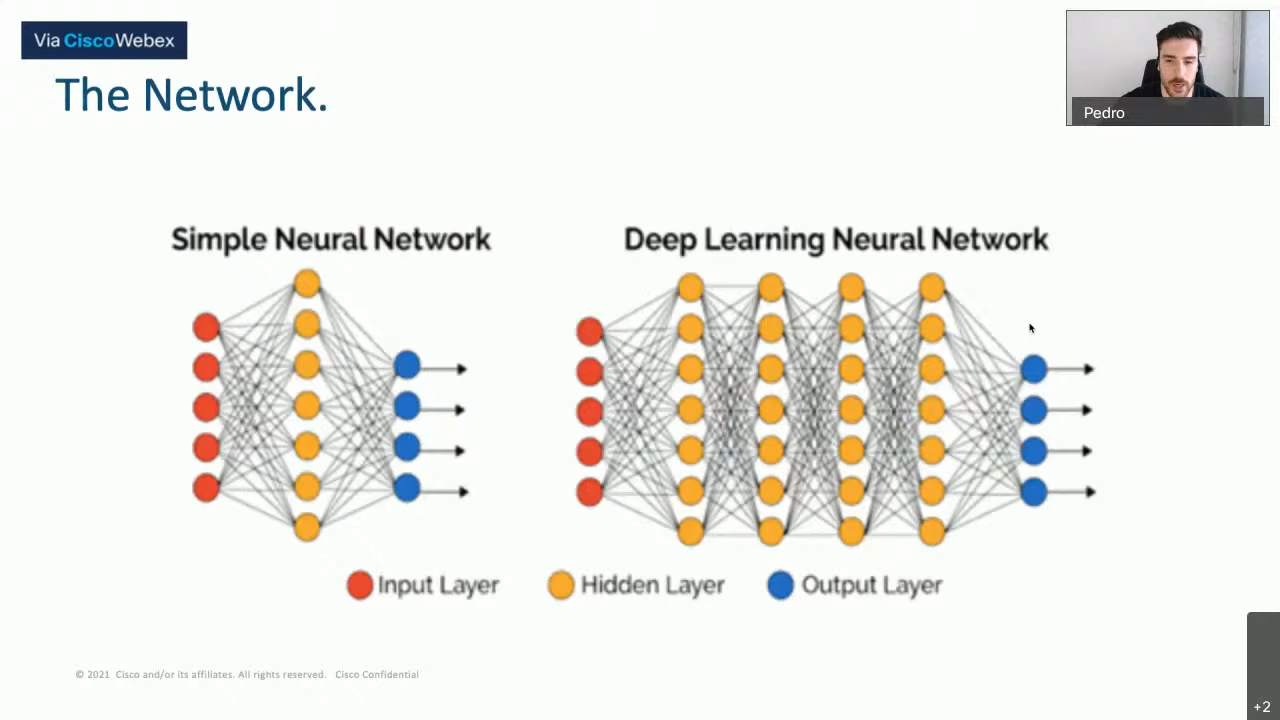 Via CiscoWebex
The Network.
Pedro
Simple Neural Network
Deep Learning Neural Network
Input Layer
Hidden Layer
Output Layer
© 2021 Cisco and/or its affiliates. All rights reserved. Cisco Confidential
+2